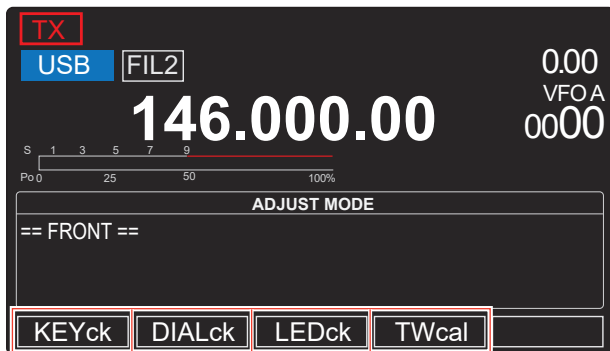 TX
USB FIL2 0.00
VFO A
146.000.00 0000
S 1 3 5 7 9
Po 0 25 50 100%
ADJUST MODE
== FRONT ==
KEYck DIALck LEDck TWcal